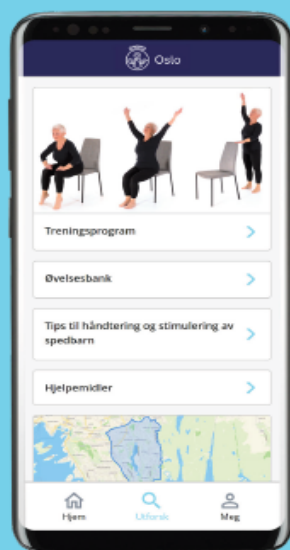 Oslo
Treningsprogram
Øvelsesbank
Tips til håndtering og stimulering av
spedbarn
Hjelpemidler
Hjem
Utforsk
Meg